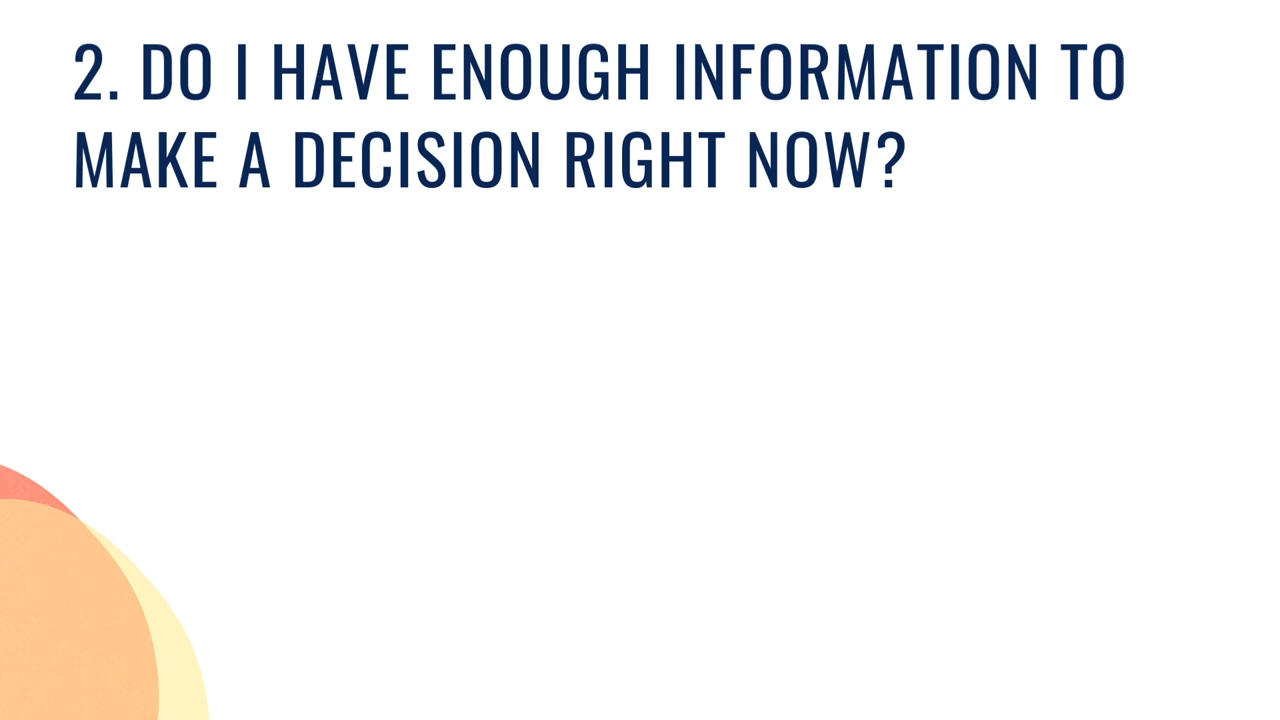 2. DO I HAVE ENOUGH INFORMATION TO
MAKE A DECISION RIGHT NOW?